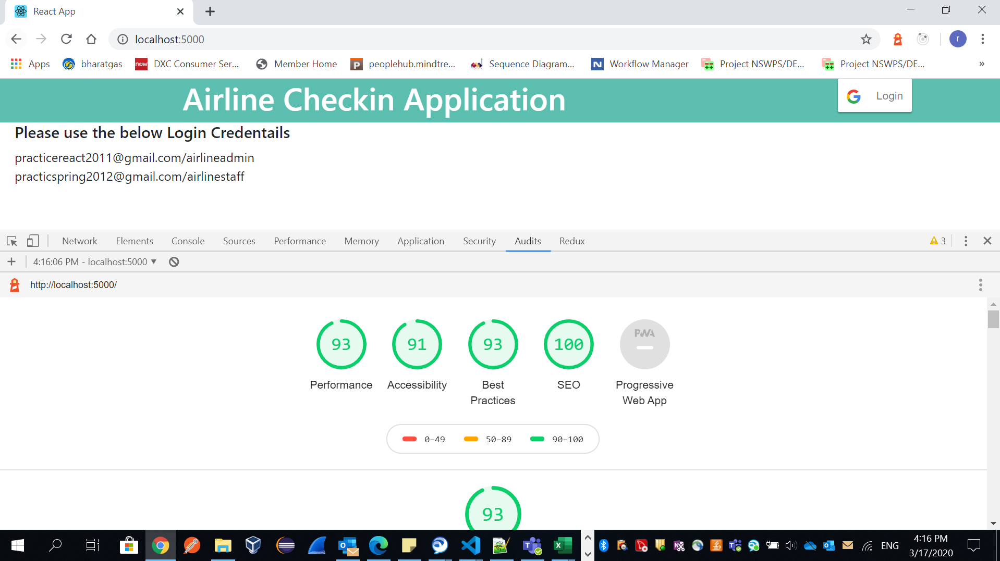 React App
localhost:5000
r
Apps bharatgas DXC Consumer Ser... Member Home peoplehub.mindtre... Sequence Diagram... Workflow Manager Project NSWPS/DE... Project NSWPS/DE... »
Airline Checkin Application
Login
Please use the below Login Credentails
practicereact2011@gmail.com/airlineadmin
practicspring2012@gmail.com/airlinestaff
Network Elements Console Sources Performance Memory Application Security Audits Redux 3
4:16:06 PM - localhost:5000
http://localhost:5000/
93 91 93 100 PWA
Performance Accessibility Best Practices SEO Progressive Web App
0–49 50–89 90–100
93
ENG
4:16 PM
3/17/2020